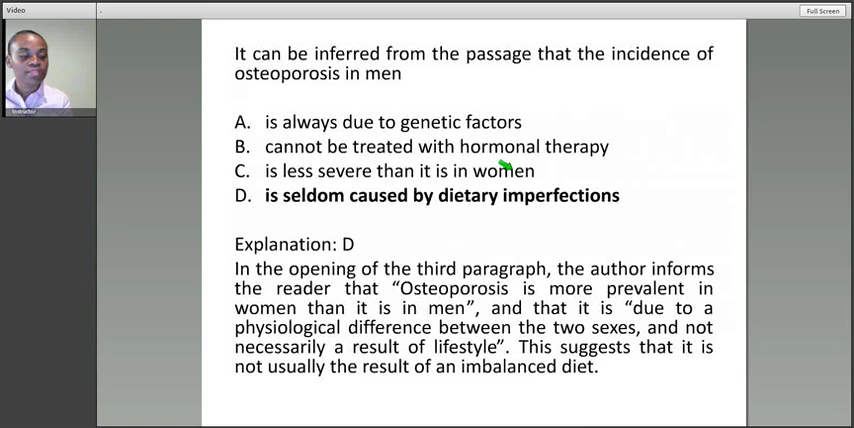 Video
Full Screen
Instructor
It can be inferred from the passage that the incidence of
osteoporosis in men
A. is always due to genetic factors
B. cannot be treated with hormonal therapy
C. is less severe than it is in women
D. is seldom caused by dietary imperfections
Explanation: D
In the opening of the third paragraph, the author informs
the reader that “Osteoporosis is more prevalent in
women than it is in men”, and that it is “due to a
physiological difference between the two sexes, and not
necessarily a result of lifestyle”. This suggests that it is
not usually the result of an imbalanced diet.